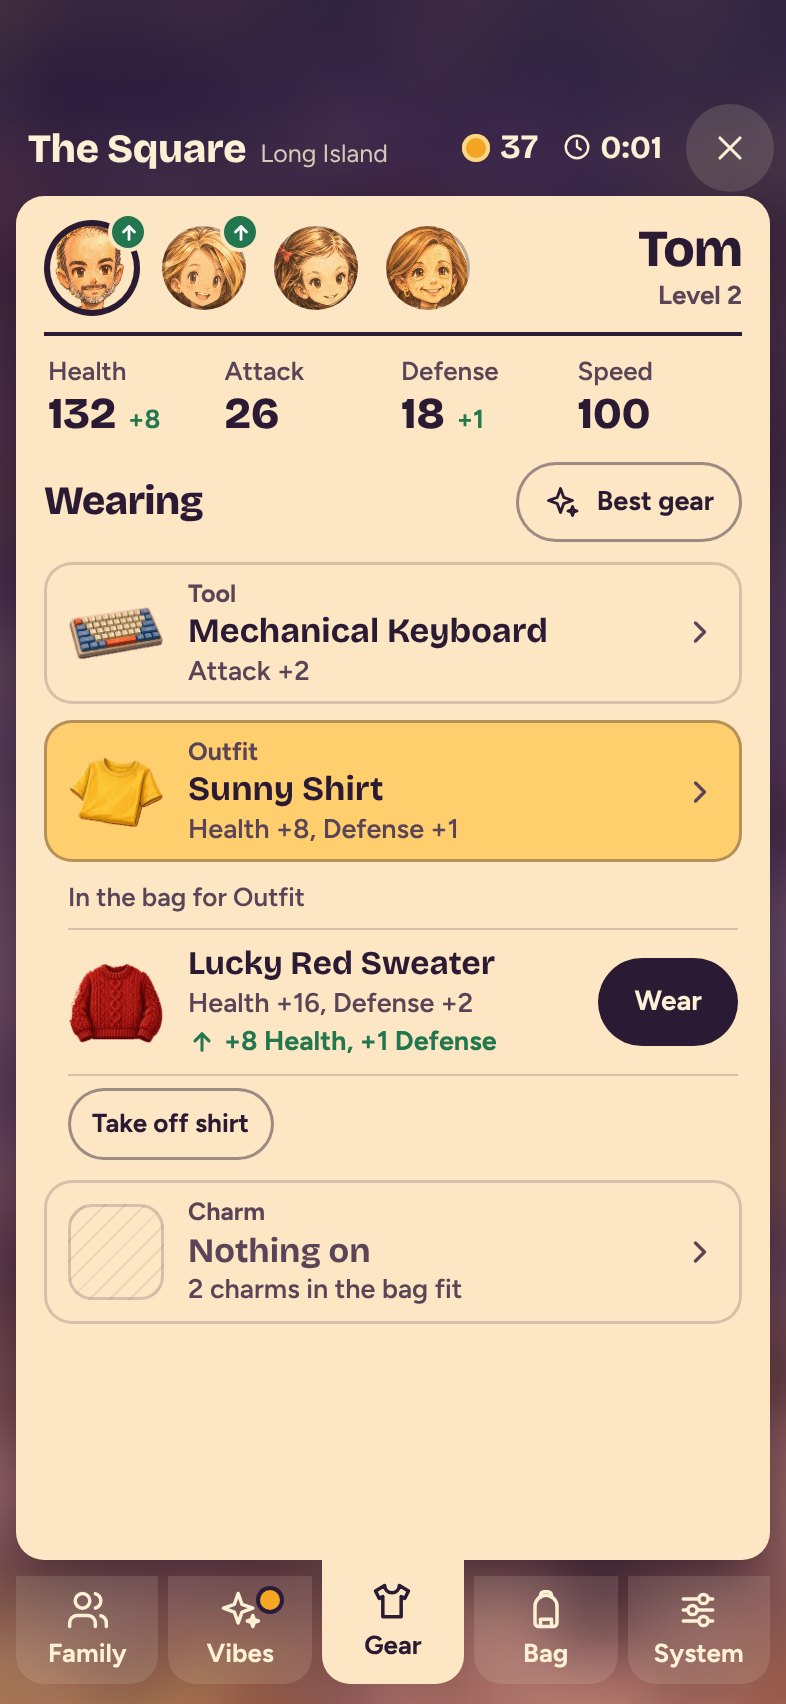 The Square Long Island 37 0:01
Tom
Level 2
Health Attack Defense Speed
132 +8 26 18 +1 100
Wearing Best gear
Tool
Mechanical Keyboard
Attack +2
Outfit
Sunny Shirt
Health +8, Defense +1
In the bag for Outfit
Lucky Red Sweater
Health +16, Defense +2
+8 Health, +1 Defense
Wear
Take off shirt
Charm
Nothing on
2 charms in the bag fit
Family Vibes Gear Bag System